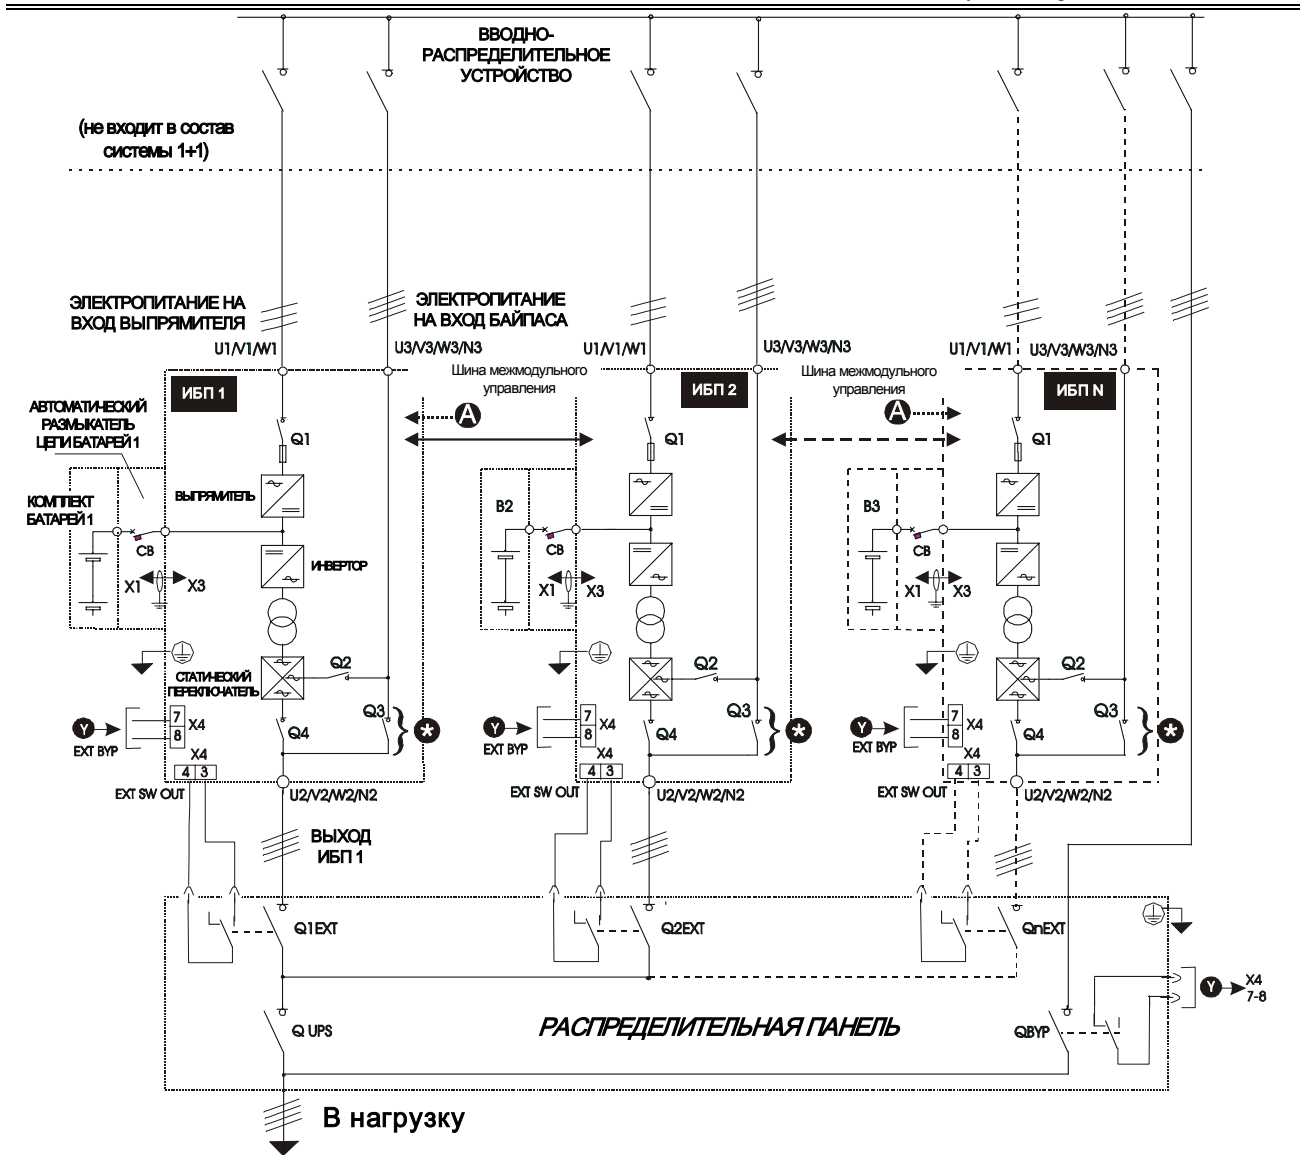 ВВОДНО-
РАСПРЕДЕЛИТЕЛЬНОЕ
УСТРОЙСТВО
(не входит в состав
системы 1+1)
ЭЛЕКТРОПИТАНИЕ НА
ВХОД ВЫПРЯМИТЕЛЯ
ЭЛЕКТРОПИТАНИЕ
НА ВХОД БАЙПАСА
U1/V1/W1
U3/V3/W3/N3
U1/V1/W1
U3/V3/W3/N3
U1/V1/W1
U3/V3/W3/N3
ИБП 1
Шина межмодульного
управления
ИБП 2
Шина межмодульного
управления
ИБП N
A
A
АВТОМАТИЧЕСКИЙ
РАЗМЫКАТЕЛЬ
ЦЕПИ БАТАРЕЙ 1
Q1
Q1
Q1
КОМПЛЕКТ
БАТАРЕЙ 1
ВЫПРЯМИТЕЛЬ
B2
B3
CB
CB
CB
ИНВЕРТОР
X1
X3
X1
X3
X1
X3
СТАТИЧЕСКИЙ
ПЕРЕКЛЮЧАТЕЛЬ
Q2
Q2
Q2
Q3
Q3
Q3
Y
EXT BYP
7
8
X4
Q4
*
Y
EXT BYP
7
8
X4
Q4
*
Y
EXT BYP
7
8
X4
Q4
*
X4
4 3
X4
4 3
X4
4 3
EXT SW OUT
U2/V2/W2/N2
EXT SW OUT
U2/V2/W2/N2
EXT SW OUT
U2/V2/W2/N2
ВЫХОД
ИБП 1
Q1EXT
Q2EXT
QnEXT
Q UPS
РАСПРЕДЕЛИТЕЛЬНАЯ ПАНЕЛЬ
QBYP
Y
X4
7-8
В нагрузку